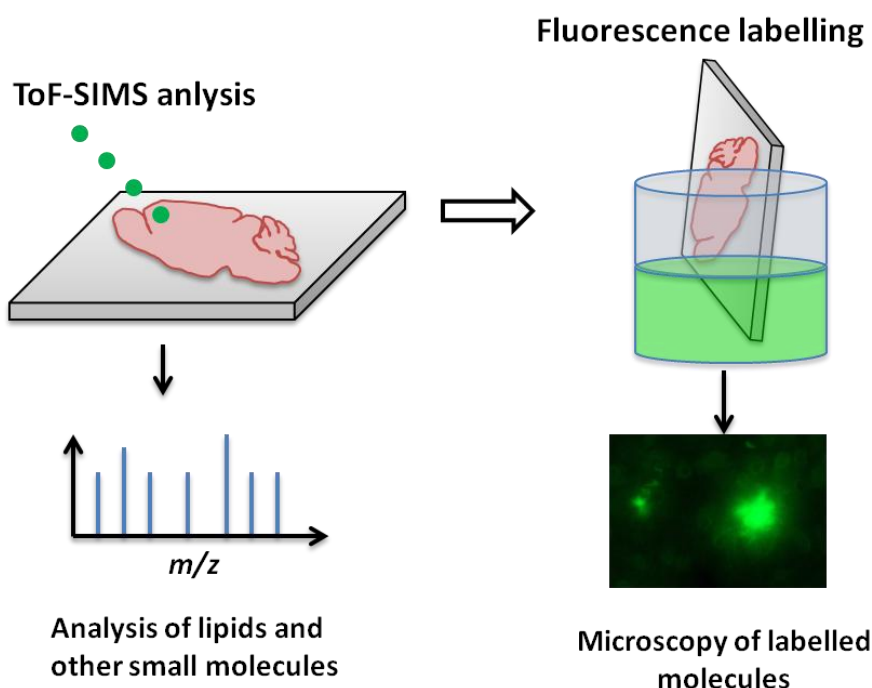 Fluorescence labelling
ToF-SIMS anlysis
m/z
Analysis of lipids and
other small molecules
Microscopy of labelled
molecules